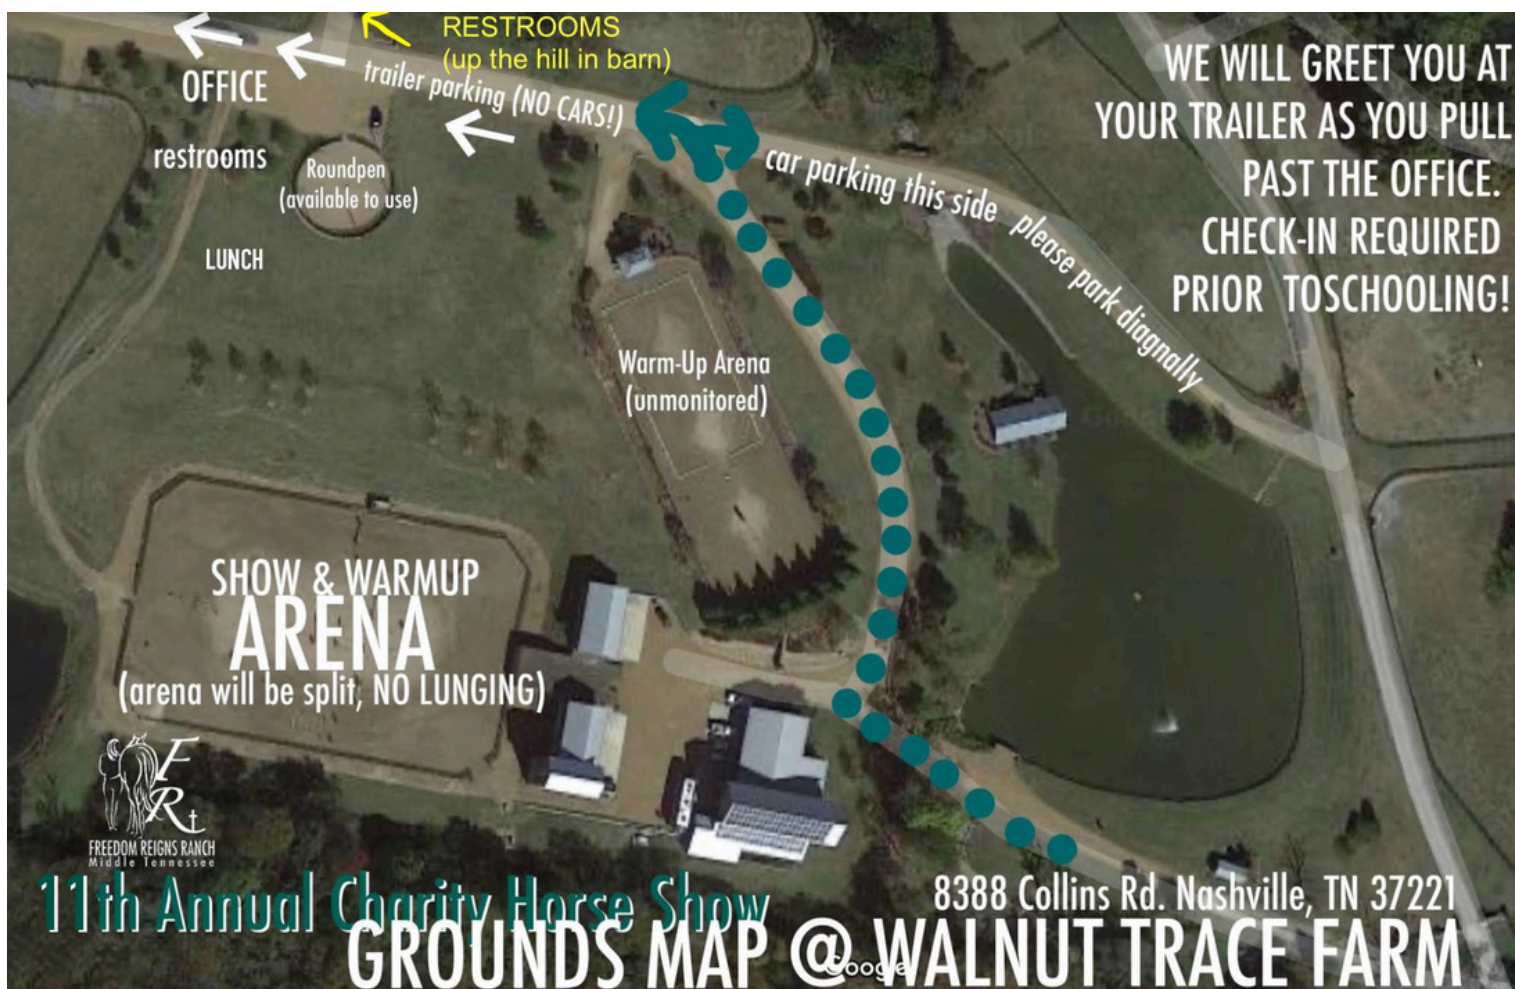 RESTROOMS
(up the hill in barn)
OFFICE
trailer parking (NO CARS!)
restrooms
Roundpen
(available to use)
LUNCH
car parking this side please park diagnally
WE WILL GREET YOU AT
YOUR TRAILER AS YOU PULL
PAST THE OFFICE.
CHECK-IN REQUIRED
PRIOR TOSCHOOLING!
Warm-Up Arena
(unmonitored)
SHOW & WARMUP
ARENA
(arena will be split, NO LUNGING)
F
R
FREEDOM REIGNS RANCH
Middle Tennessee
11th Annual Charity Horse Show
8388 Collins Rd. Nashville, TN 37221
GROUNDS MAP @ WALNUT TRACE FARM
Google